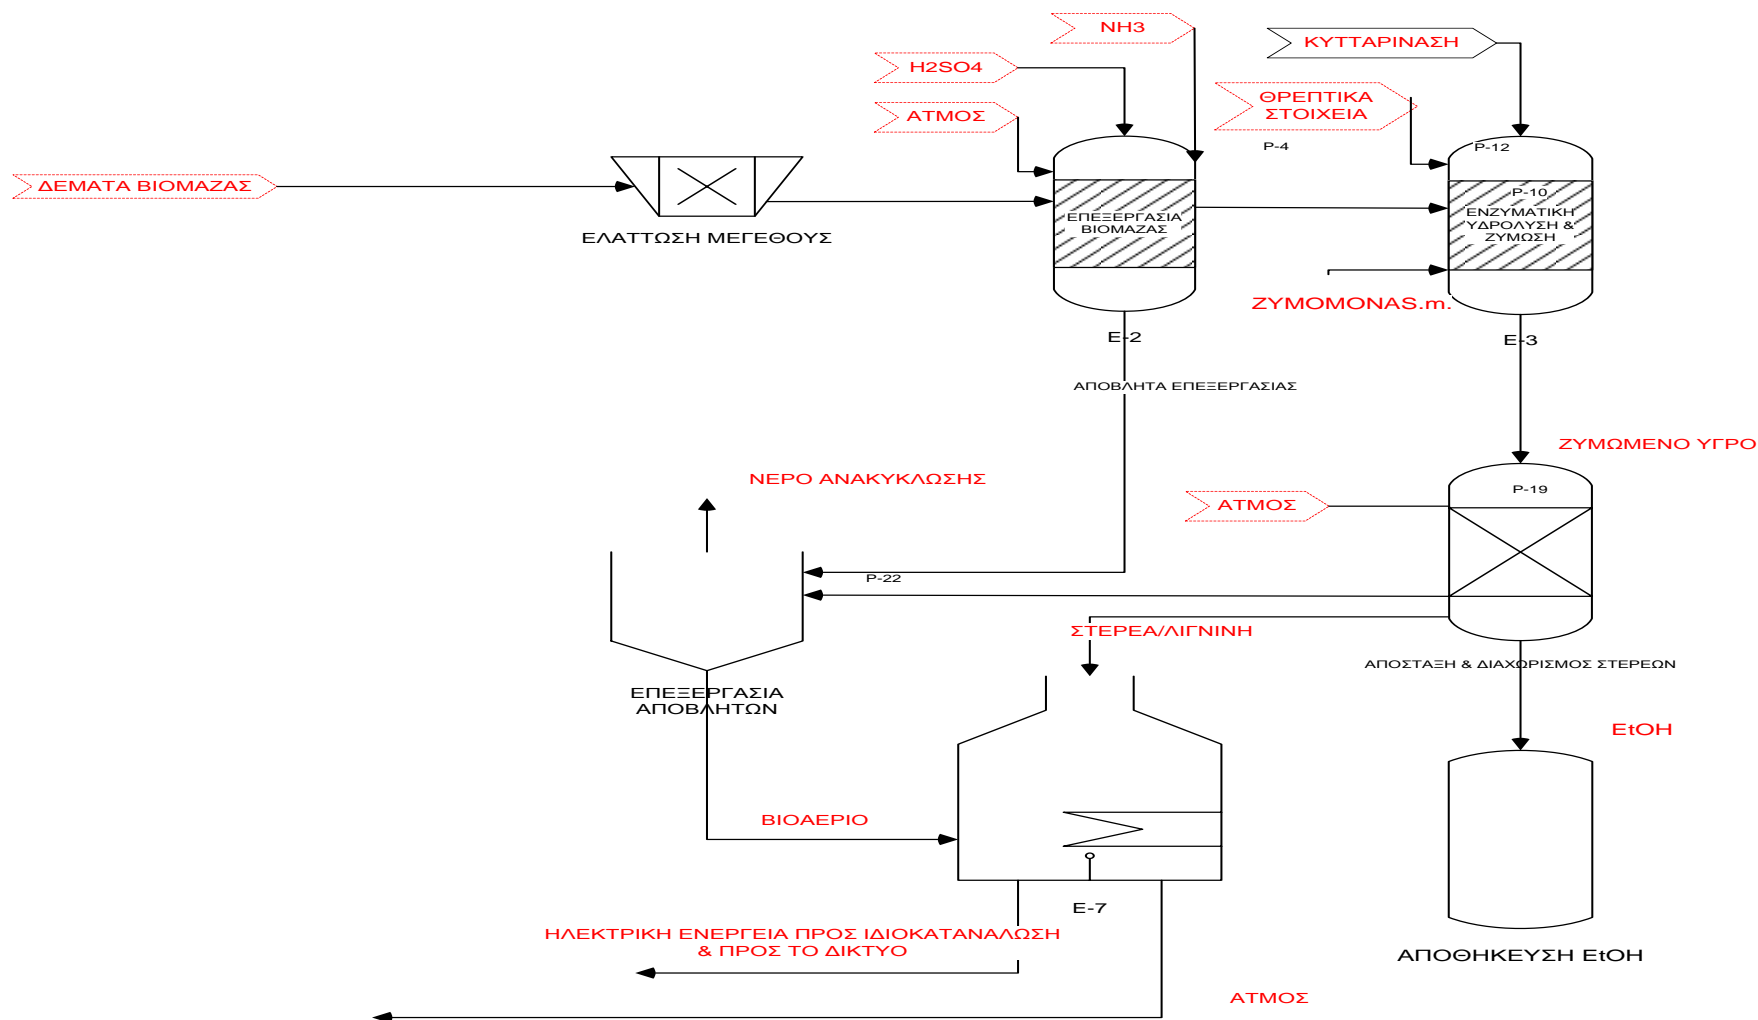 NH3
ΚΥΤΤΑΡΙΝΑΣΗ
H2SO4
ΘΡΕΠΤΙΚΑ
ΣΤΟΙΧΕΙΑ
ΑΤΜΟΣ
P-4
P-12
ΔΕΜΑΤΑ ΒΙΟΜΑΖΑΣ
P-10
ΕΠΕΞΕΡΓΑΣΙΑ
ΒΙΟΜΑΖΑΣ
ΕΝΖΥΜΑΤΙΚΗ
ΥΔΡΟΛΥΣΗ &
ΖΥΜΩΣΗ
ΕΛΑΤΤΩΣΗ ΜΕΓΕΘΟΥΣ
ZYMOMONAS.m.
E-2
E-3
ΑΠΟΒΛΗΤΑ ΕΠΕΞΕΡΓΑΣΙΑΣ
ΖΥΜΩΜΕΝΟ ΥΓΡΟ
ΝΕΡΟ ΑΝΑΚΥΚΛΩΣΗΣ
P-19
ΑΤΜΟΣ
P-22
ΣΤΕΡΕΑ/ΛΙΓΝΙΝΗ
ΑΠΟΣΤΑΞΗ & ΔΙΑΧΩΡΙΣΜΟΣ ΣΤΕΡΕΩΝ
ΕΠΕΞΕΡΓΑΣΙΑ
ΑΠΟΒΛΗΤΩΝ
EtOH
ΒΙΟΑΕΡΙΟ
E-7
ΗΛΕΚΤΡΙΚΗ ΕΝΕΡΓΕΙΑ ΠΡΟΣ ΙΔΙΟΚΑΤΑΝΑΛΩΣΗ
& ΠΡΟΣ ΤΟ ΔΙΚΤΥΟ
ΑΠΟΘΗΚΕΥΣΗ EtOH
ΑΤΜΟΣ